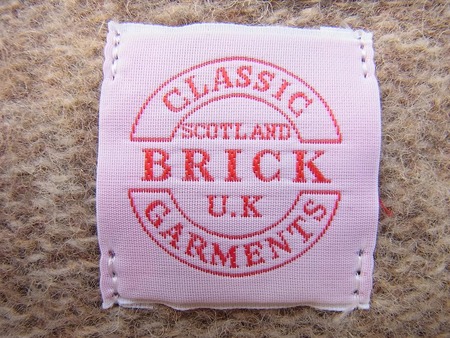 CLASSIC
SCOTLAND
BRICK
U.K
GARMENTS